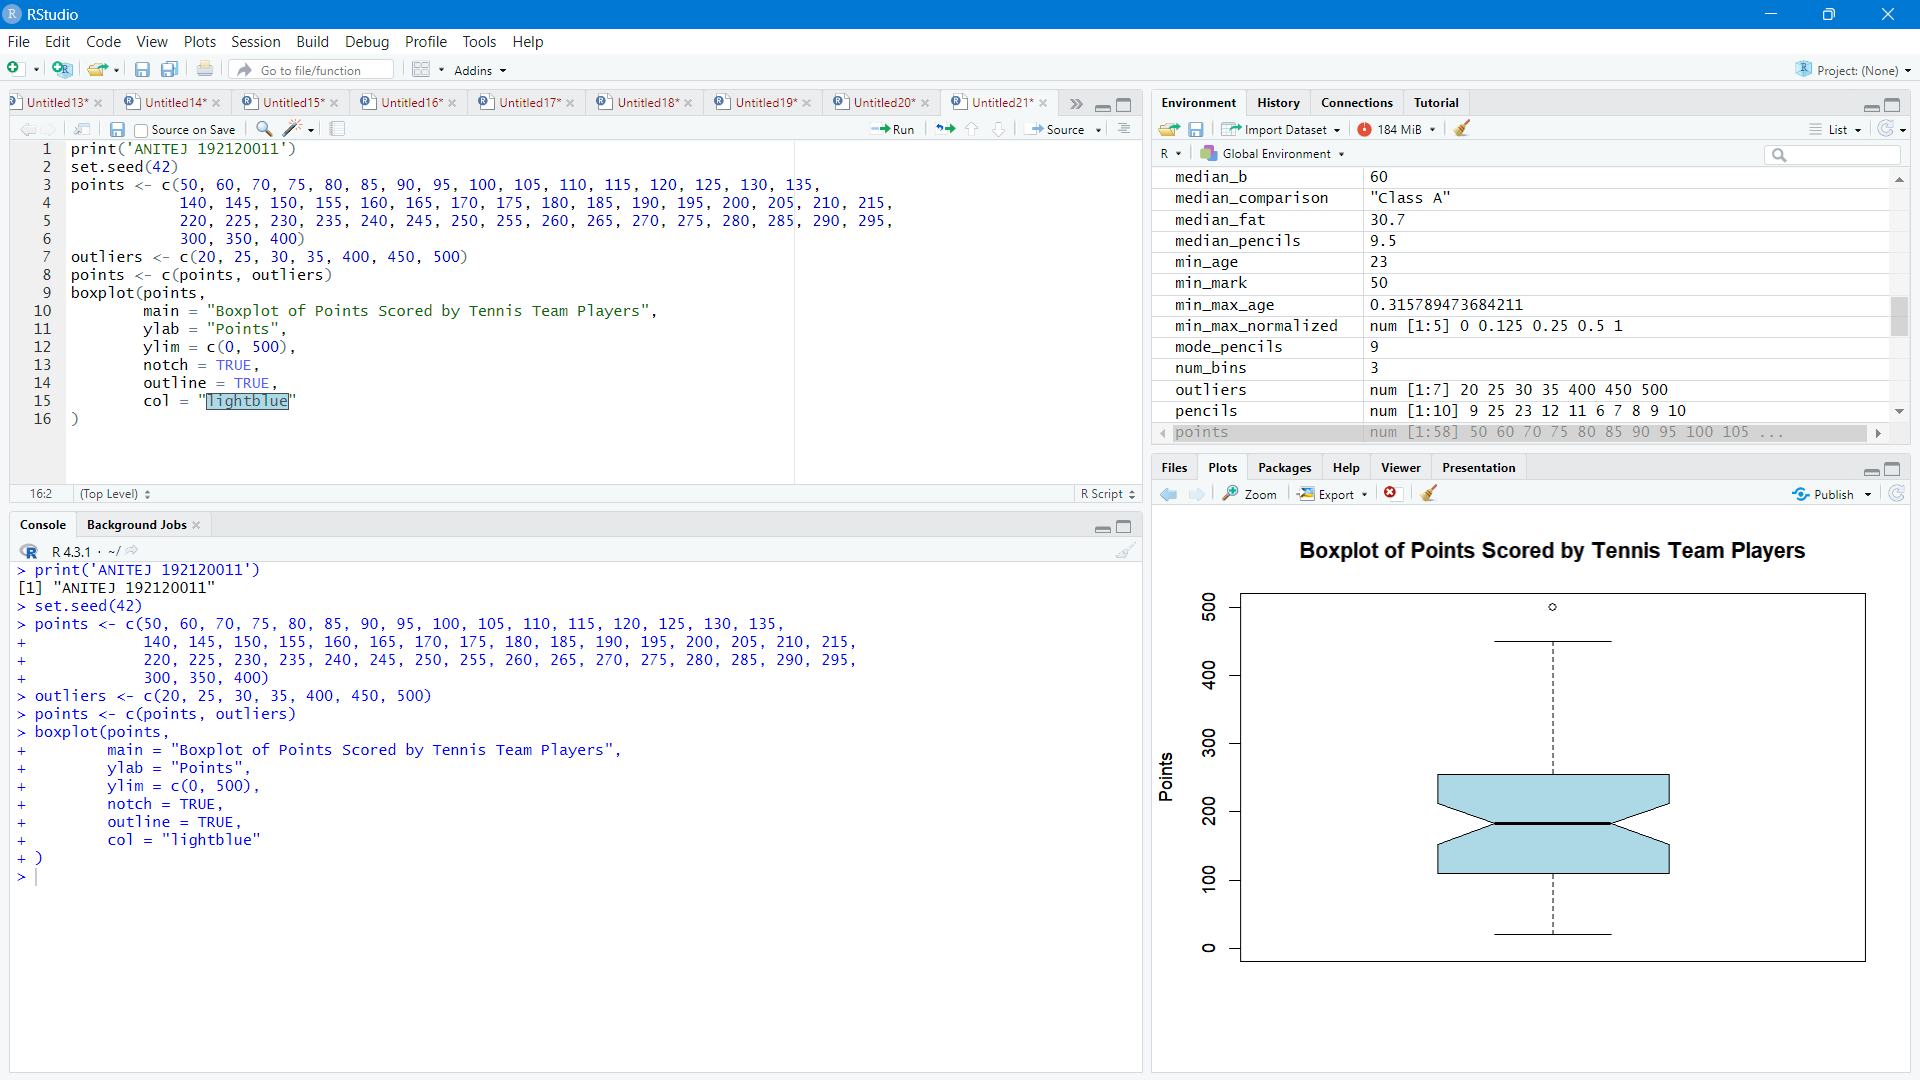 RStudio
File Edit Code View Plots Session Build Debug Profile Tools Help
Go to file/function Addins Project: (None)
Untitled13* Untitled14* Untitled15* Untitled16* Untitled17* Untitled18* Untitled19* Untitled20* Untitled21*
Source on Save Run Source
1 print('ANITEJ 192120011')
2 set.seed(42)
3 points <- c(50, 60, 70, 75, 80, 85, 90, 95, 100, 105, 110, 115, 120, 125, 130, 135,
4 140, 145, 150, 155, 160, 165, 170, 175, 180, 185, 190, 195, 200, 205, 210, 215,
5 220, 225, 230, 235, 240, 245, 250, 255, 260, 265, 270, 275, 280, 285, 290, 295,
6 300, 350, 400)
7 outliers <- c(20, 25, 30, 35, 400, 450, 500)
8 points <- c(points, outliers)
9 boxplot(points,
10 main = "Boxplot of Points Scored by Tennis Team Players",
11 ylab = "Points",
12 ylim = c(0, 500),
13 notch = TRUE,
14 outline = TRUE,
15 col = "lightblue"
16 )
16:2 (Top Level) R Script
Console Background Jobs
R 4.3.1 · ~/
> print('ANITEJ 192120011')
[1] "ANITEJ 192120011"
> set.seed(42)
> points <- c(50, 60, 70, 75, 80, 85, 90, 95, 100, 105, 110, 115, 120, 125, 130, 135,
+ 140, 145, 150, 155, 160, 165, 170, 175, 180, 185, 190, 195, 200, 205, 210, 215,
+ 220, 225, 230, 235, 240, 245, 250, 255, 260, 265, 270, 275, 280, 285, 290, 295,
+ 300, 350, 400)
> outliers <- c(20, 25, 30, 35, 400, 450, 500)
> points <- c(points, outliers)
> boxplot(points,
+ main = "Boxplot of Points Scored by Tennis Team Players",
+ ylab = "Points",
+ ylim = c(0, 500),
+ notch = TRUE,
+ outline = TRUE,
+ col = "lightblue"
+ )
>
Environment History Connections Tutorial
Import Dataset 184 MiB List
R Global Environment
median_b 60
median_comparison "Class A"
median_fat 30.7
median_pencils 9.5
min_age 23
min_mark 50
min_max_age 0.315789473684211
min_max_normalized num [1:5] 0 0.125 0.25 0.5 1
mode_pencils 9
num_bins 3
outliers num [1:7] 20 25 30 35 400 450 500
pencils num [1:10] 9 25 23 12 11 6 7 8 9 10
points num [1:58] 50 60 70 75 80 85 90 95 100 105 ...
Files Plots Packages Help Viewer Presentation
Zoom Export Publish
Boxplot of Points Scored by Tennis Team Players
Points
500
400
300
200
100
0